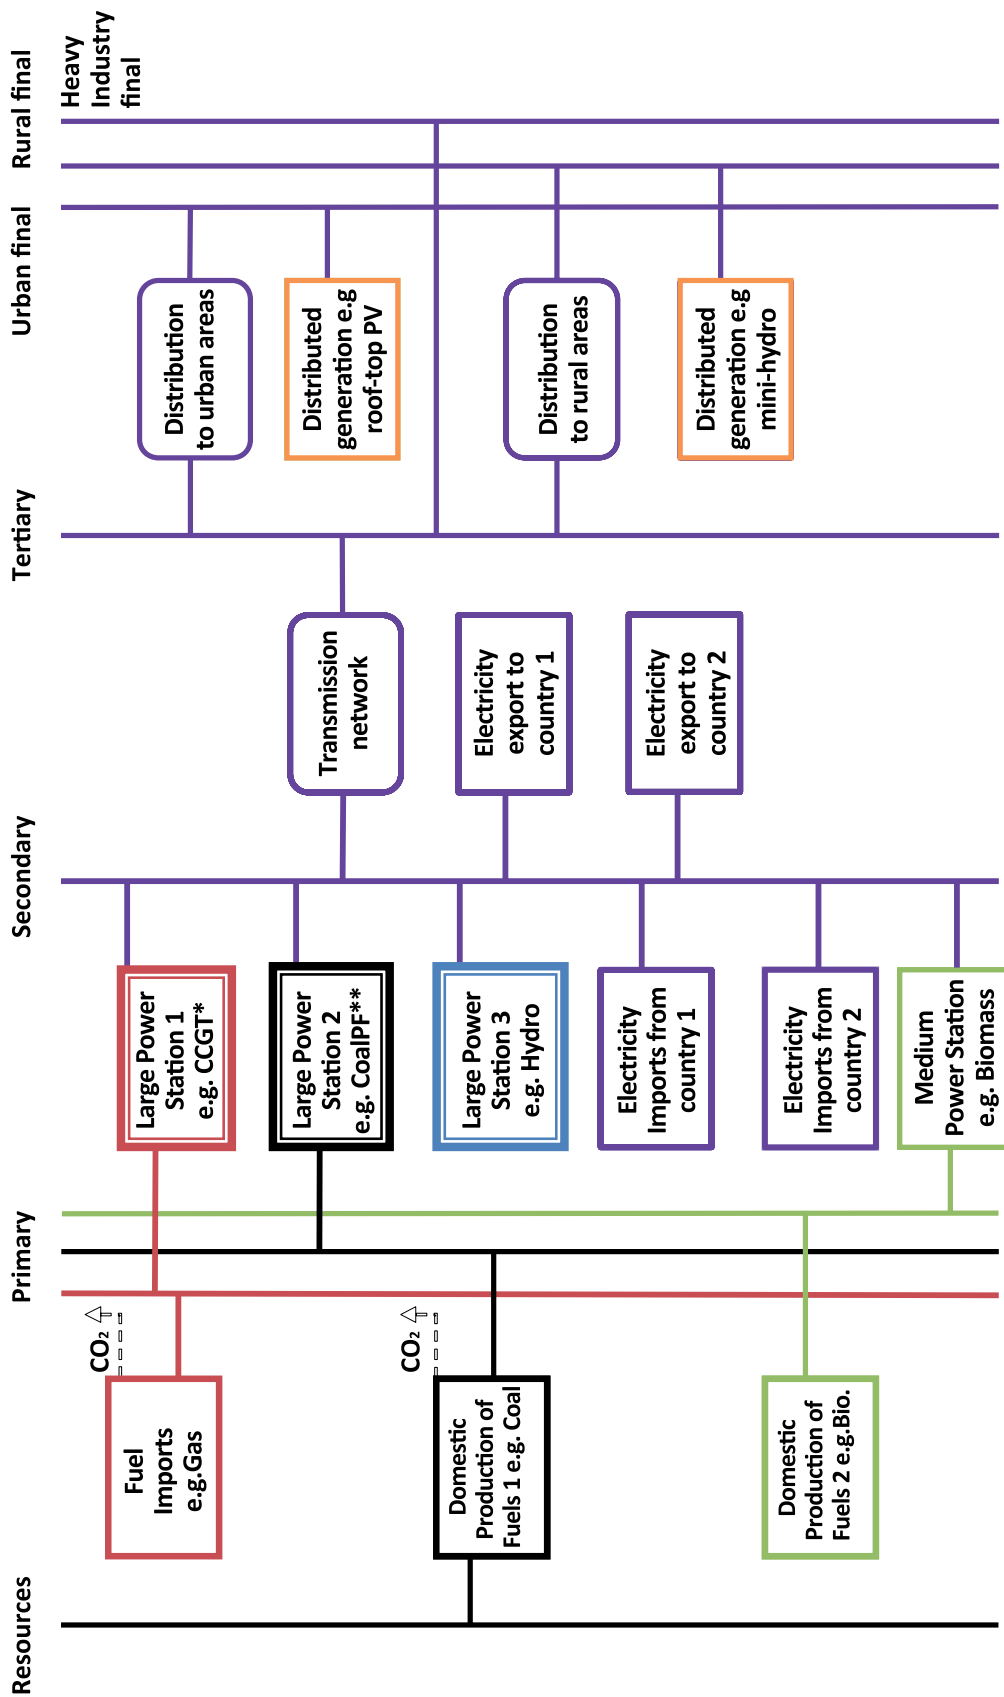 Resources
Primary
Secondary
Tertiary
Urban final
Rural final
Heavy
Industry
final
Fuel
Imports
e.g.Gas
CO₂
Domestic
Production of
Fuels 1 e.g. Coal
CO₂
Domestic
Production of
Fuels 2 e.g.Bio.
Large Power
Station 1
e.g. CCGT*
Large Power
Station 2
e.g. CoalPF**
Large Power
Station 3
e.g. Hydro
Electricity
Imports from
country 1
Electricity
Imports from
country 2
Medium
Power Station
e.g. Biomass
Transmission
network
Electricity
export to
country 1
Electricity
export to
country 2
Distribution
to urban areas
Distributed
generation e.g
roof-top PV
Distribution
to rural areas
Distributed
generation e.g
mini-hydro